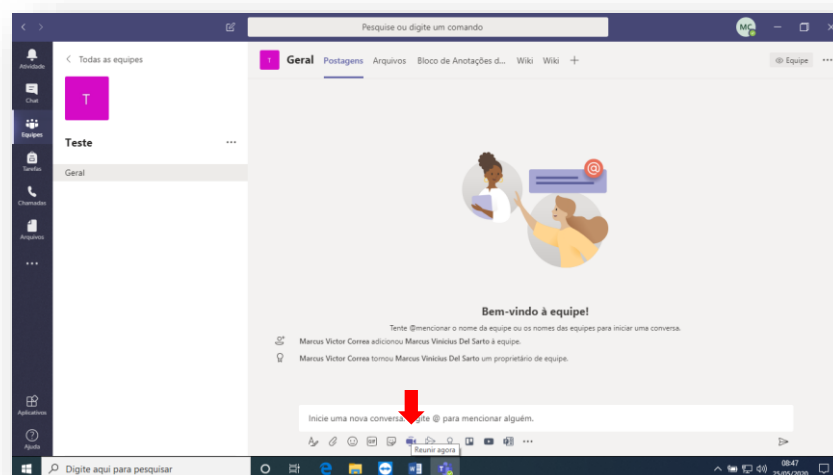 Pesquise ou digite um comando
MC
Atividade
Chat
Equipes
Tarefas
Chamadas
Arquivos
Aplicativos
Ajuda
Todas as equipes
T
Teste
Geral
T Geral Postagens Arquivos Bloco de Anotações d... Wiki Wiki
Equipe
@
Bem-vindo à equipe!
Tente @mencionar o nome da equipe ou os nomes das equipes para iniciar uma conversa.
Marcus Victor Correa adicionou Marcus Vinicius Del Sarto à equipe.
Marcus Victor Correa tornou Marcus Vinicius Del Sarto um proprietário de equipe.
Inicie uma nova conversa. Digite @ para mencionar alguém.
GIF
Reunir agora
Digite aqui para pesquisar
08:47
25/05/2020